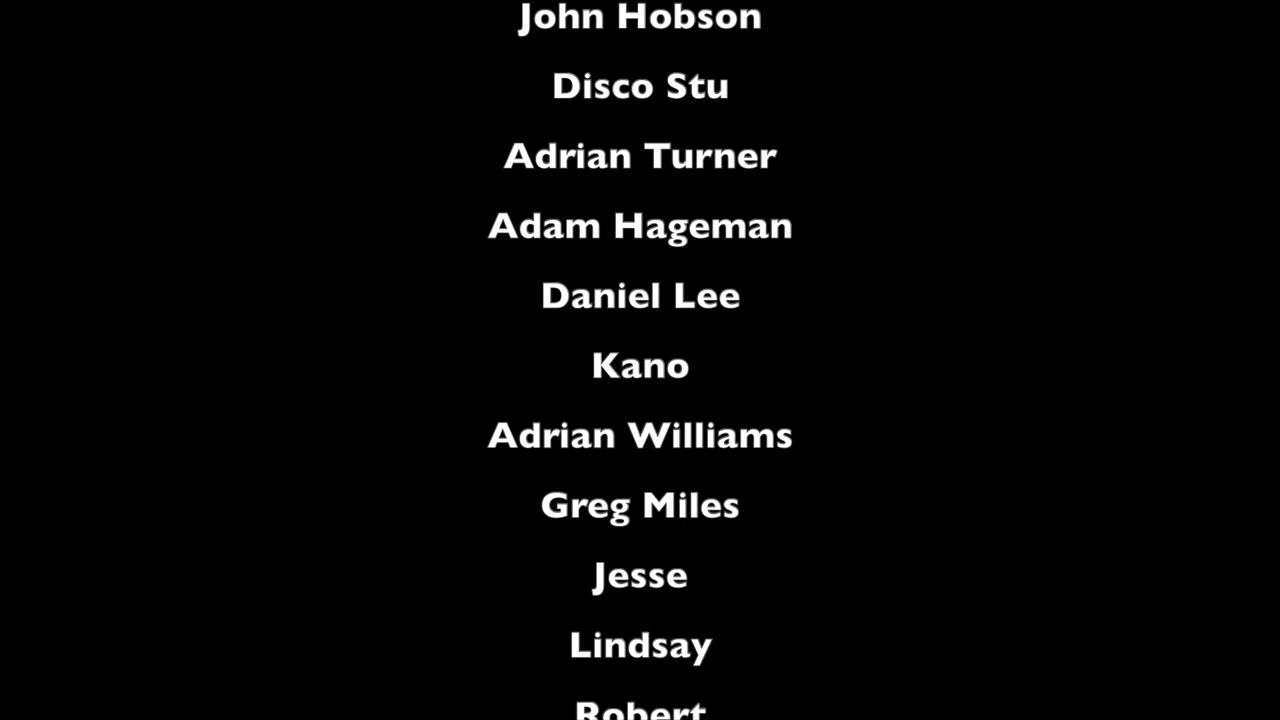 John Hobson
Disco Stu
Adrian Turner
Adam Hageman
Daniel Lee
Kano
Adrian Williams
Greg Miles
Jesse
Lindsay
Robert